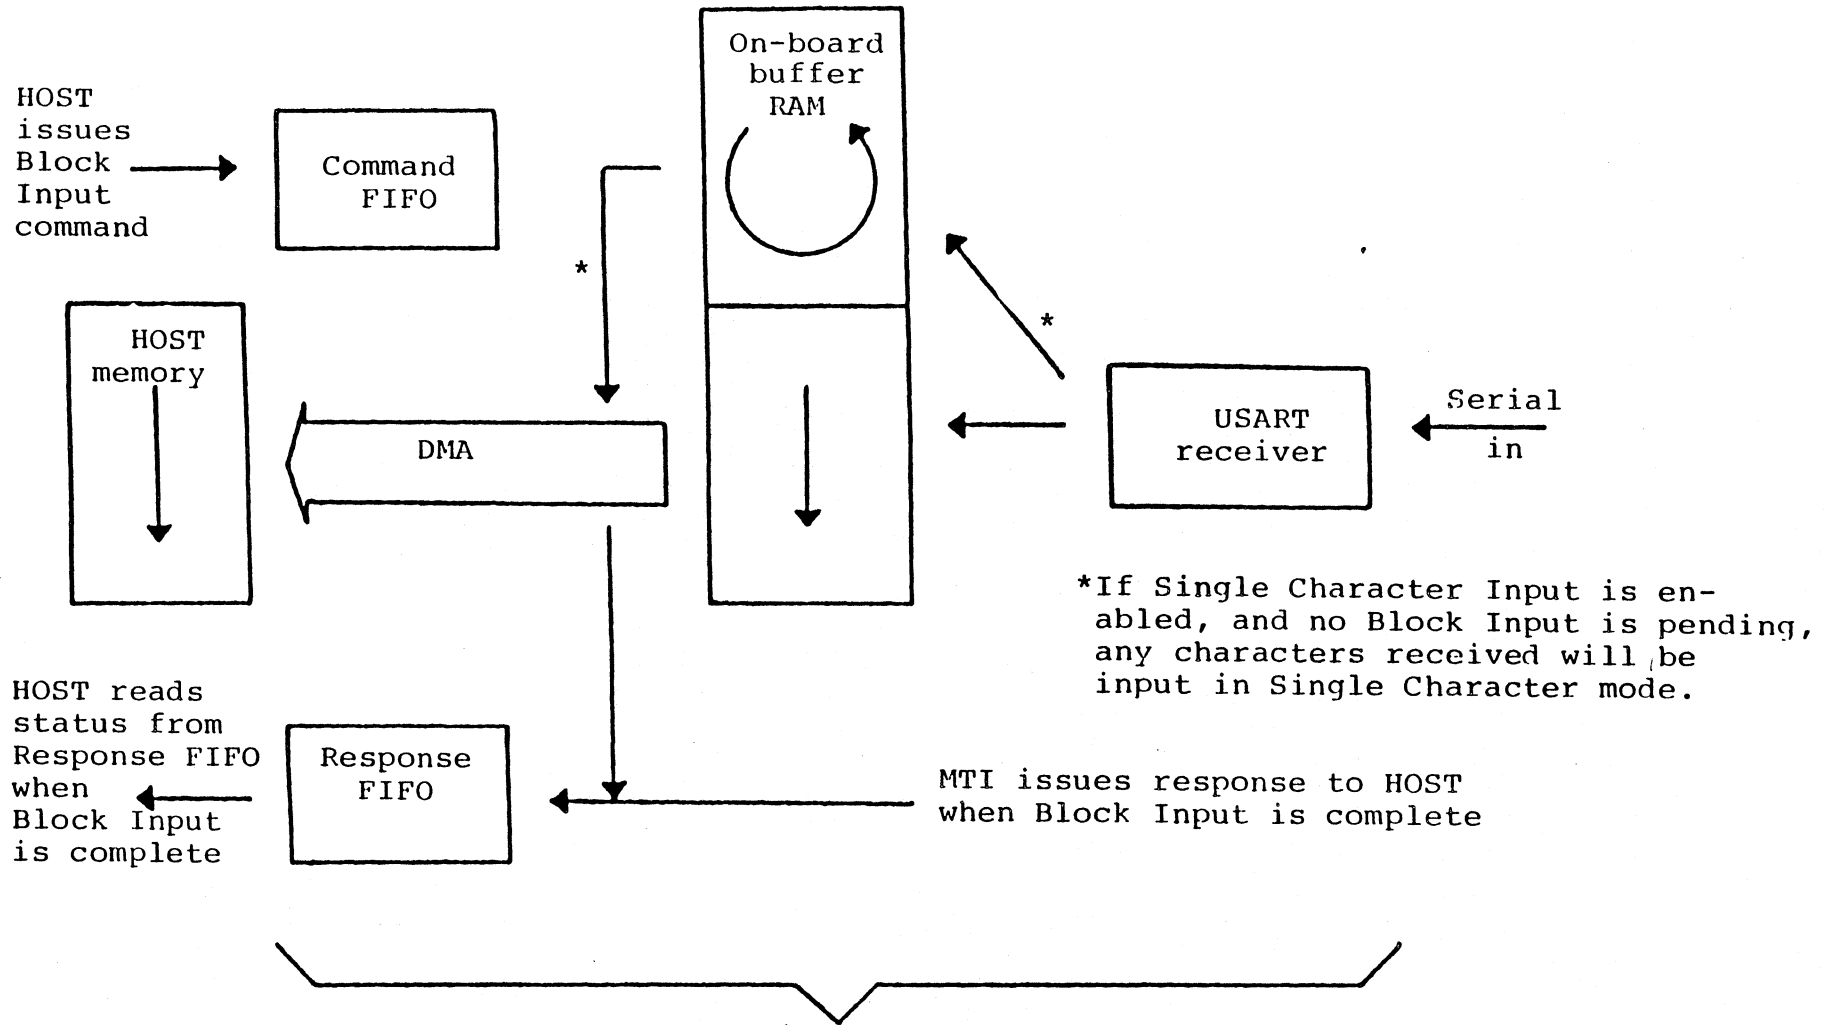 On-board
buffer
RAM
HOST
issues
Block
Input
command
Command
FIFO
*
HOST
memory
*
DMA
USART
receiver
Serial
in
*If Single Character Input is en-
abled, and no Block Input is pending,
any characters received will be
input in Single Character mode.
HOST reads
status from
Response FIFO
when
Block Input
is complete
Response
FIFO
MTI issues response to HOST
when Block Input is complete